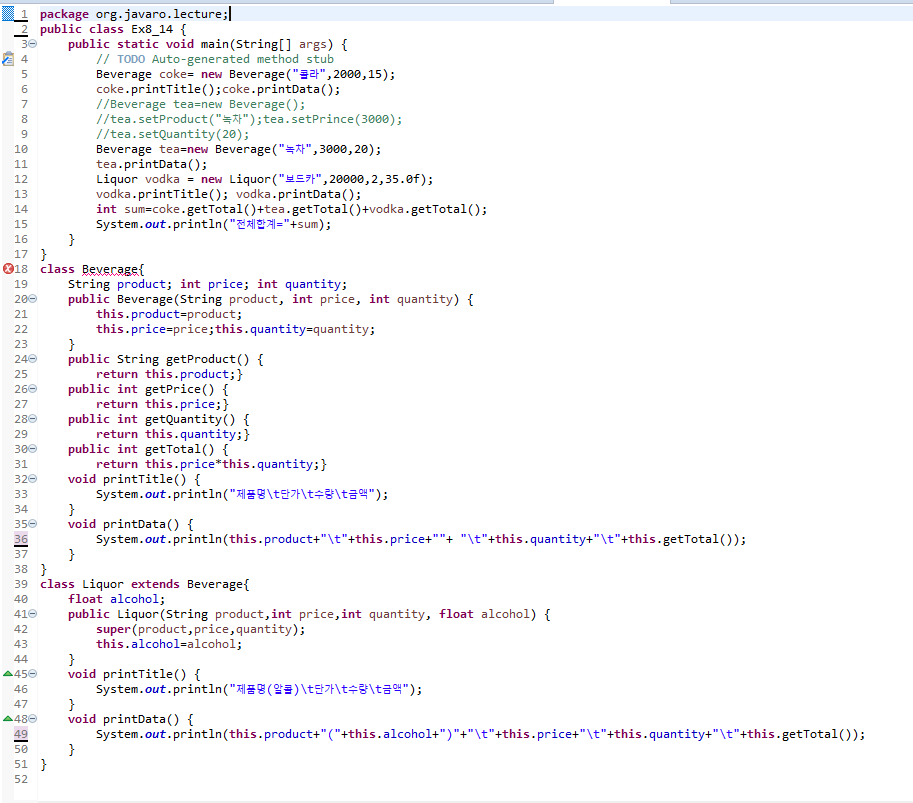 1 package org.javaro.lecture;
2 public class Ex8_14 {
3 public static void main(String[] args) {
4 // TODO Auto-generated method stub
5 Beverage coke= new Beverage("콜라",2000,15);
6 coke.printTitle();coke.printData();
7 //Beverage tea=new Beverage();
8 //tea.setProduct("녹차");tea.setPrince(3000);
9 //tea.setQuantity(20);
10 Beverage tea=new Beverage("녹차",3000,20);
11 tea.printData();
12 Liquor vodka = new Liquor("보드카",20000,2,35.0f);
13 vodka.printTitle(); vodka.printData();
14 int sum=coke.getTotal()+tea.getTotal()+vodka.getTotal();
15 System.out.println("전체합계="+sum);
16 }
17 }
18 class Beverage{
19 String product; int price; int quantity;
20 public Beverage(String product, int price, int quantity) {
21 this.product=product;
22 this.price=price;this.quantity=quantity;
23 }
24 public String getProduct() {
25 return this.product;}
26 public int getPrice() {
27 return this.price;}
28 public int getQuantity() {
29 return this.quantity;}
30 public int getTotal() {
31 return this.price*this.quantity;}
32 void printTitle() {
33 System.out.println("제품명\t단가\t수량\t금액");
34 }
35 void printData() {
36 System.out.println(this.product+"\t"+this.price+""+ "\t"+this.quantity+"\t"+this.getTotal());
37 }
38 }
39 class Liquor extends Beverage{
40 float alcohol;
41 public Liquor(String product,int price,int quantity, float alcohol) {
42 super(product,price,quantity);
43 this.alcohol=alcohol;
44 }
45 void printTitle() {
46 System.out.println("제품명(알콜)\t단가\t수량\t금액");
47 }
48 void printData() {
49 System.out.println(this.product+"("+this.alcohol+")"+"\t"+this.price+"\t"+this.quantity+"\t"+this.getTotal());
50 }
51 }
52